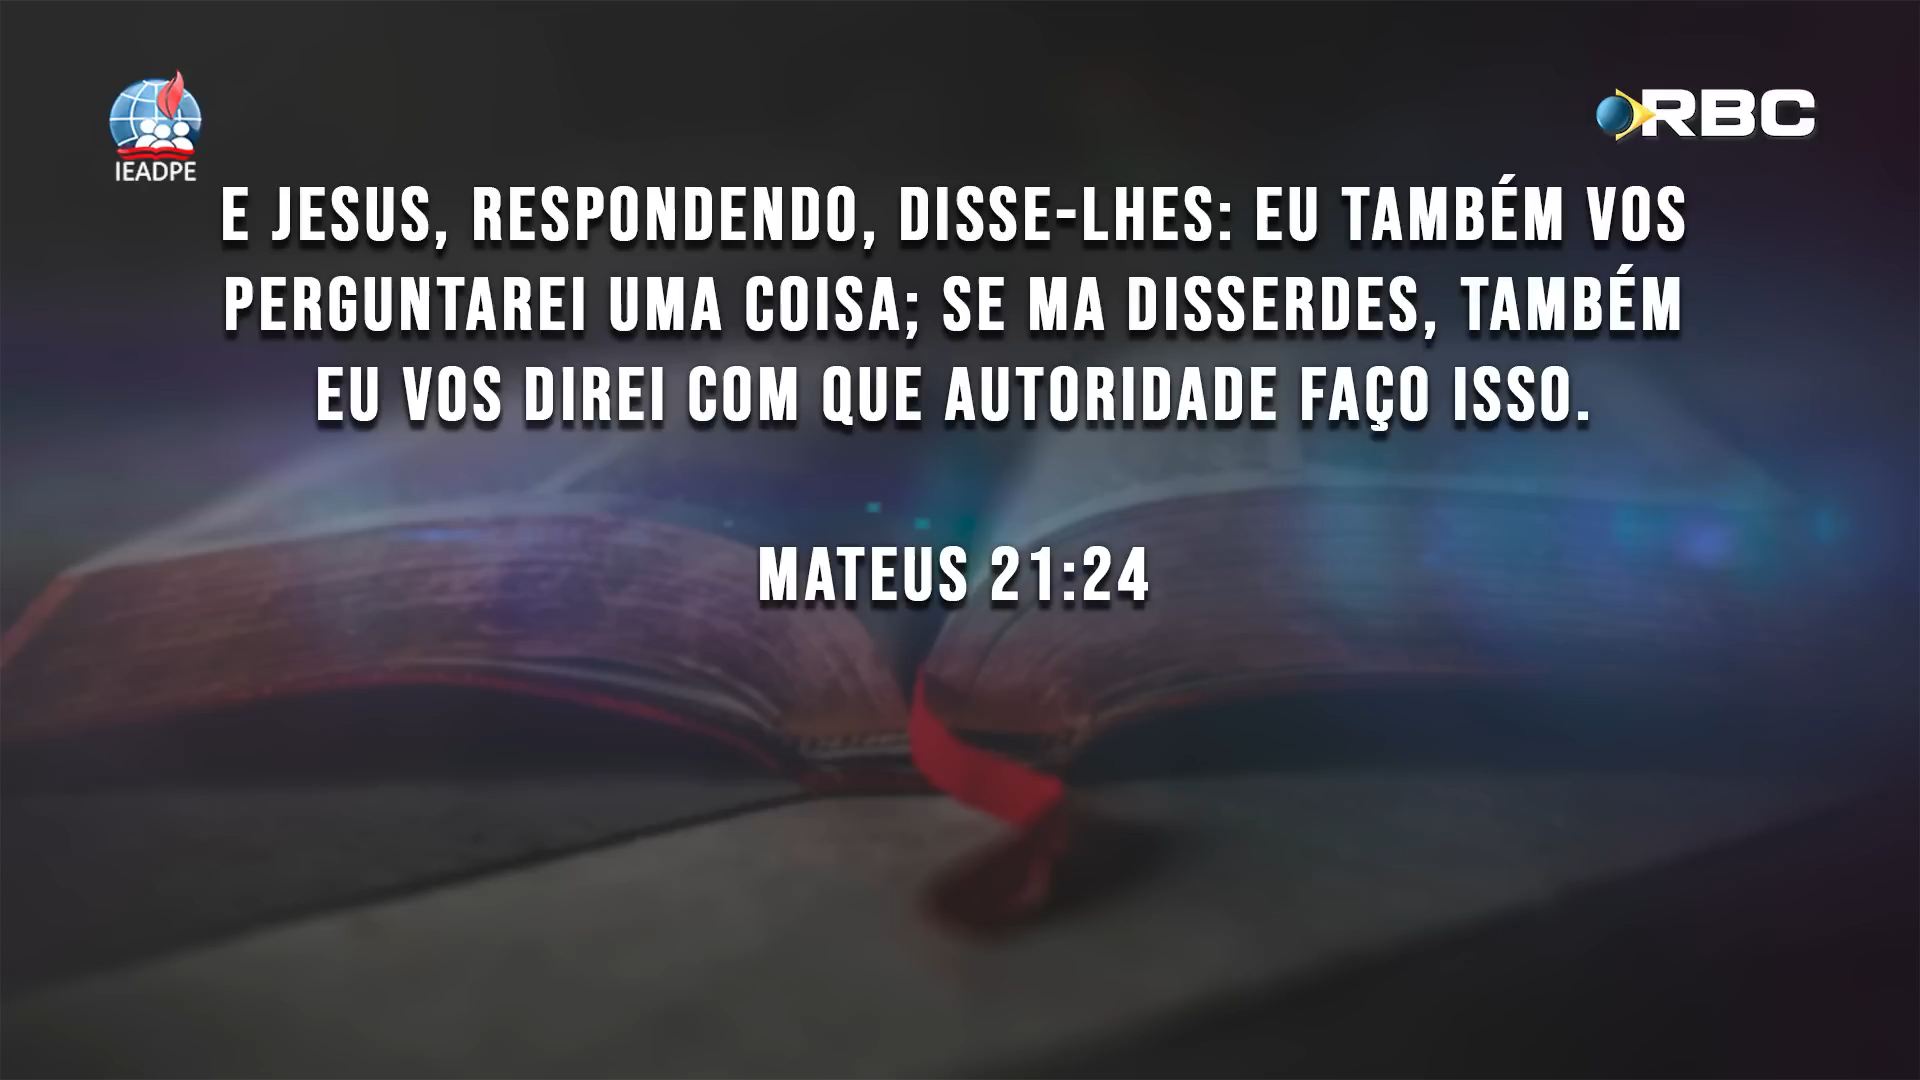 IEADPE
RBC
E JESUS, RESPONDENDO, DISSE-LHES: EU TAMBÉM VOS
PERGUNTAREI UMA COISA; SE MA DISSERDES, TAMBÉM
EU VOS DIREI COM QUE AUTORIDADE FAÇO ISSO.
MATEUS 21:24